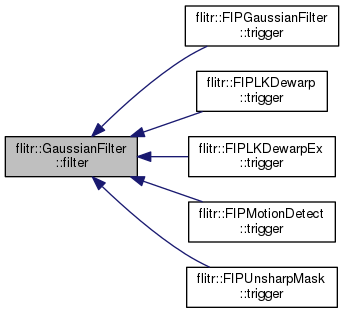 flitr::FIPGaussianFilter
::trigger
flitr::FIPLKDewarp
::trigger
flitr::GaussianFilter
::filter
flitr::FIPLKDewarpEx
::trigger
flitr::FIPMotionDetect
::trigger
flitr::FIPUnsharpMask
::trigger